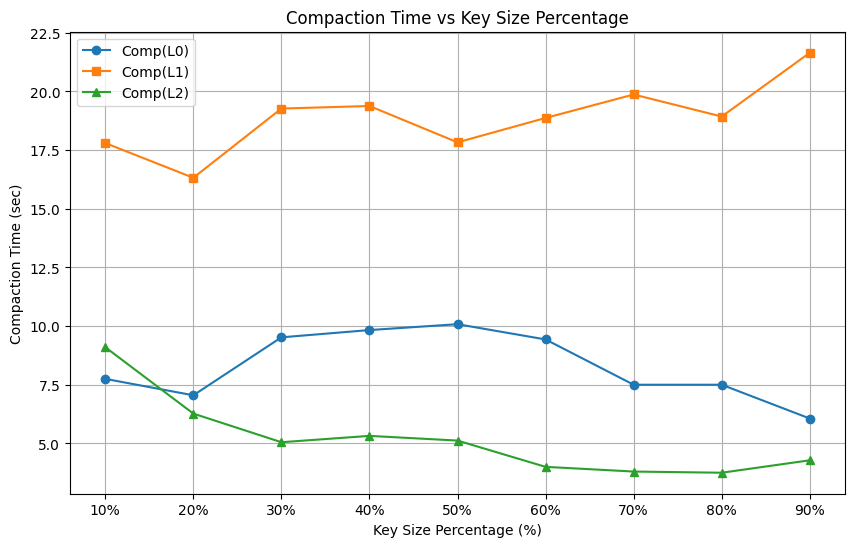 Compaction Time vs Key Size Percentage
22.5
20.0
17.5
15.0
12.5
10.0
7.5
5.0
Compaction Time (sec)
Comp(L0)
Comp(L1)
Comp(L2)
10% 20% 30% 40% 50% 60% 70% 80% 90%
Key Size Percentage (%)